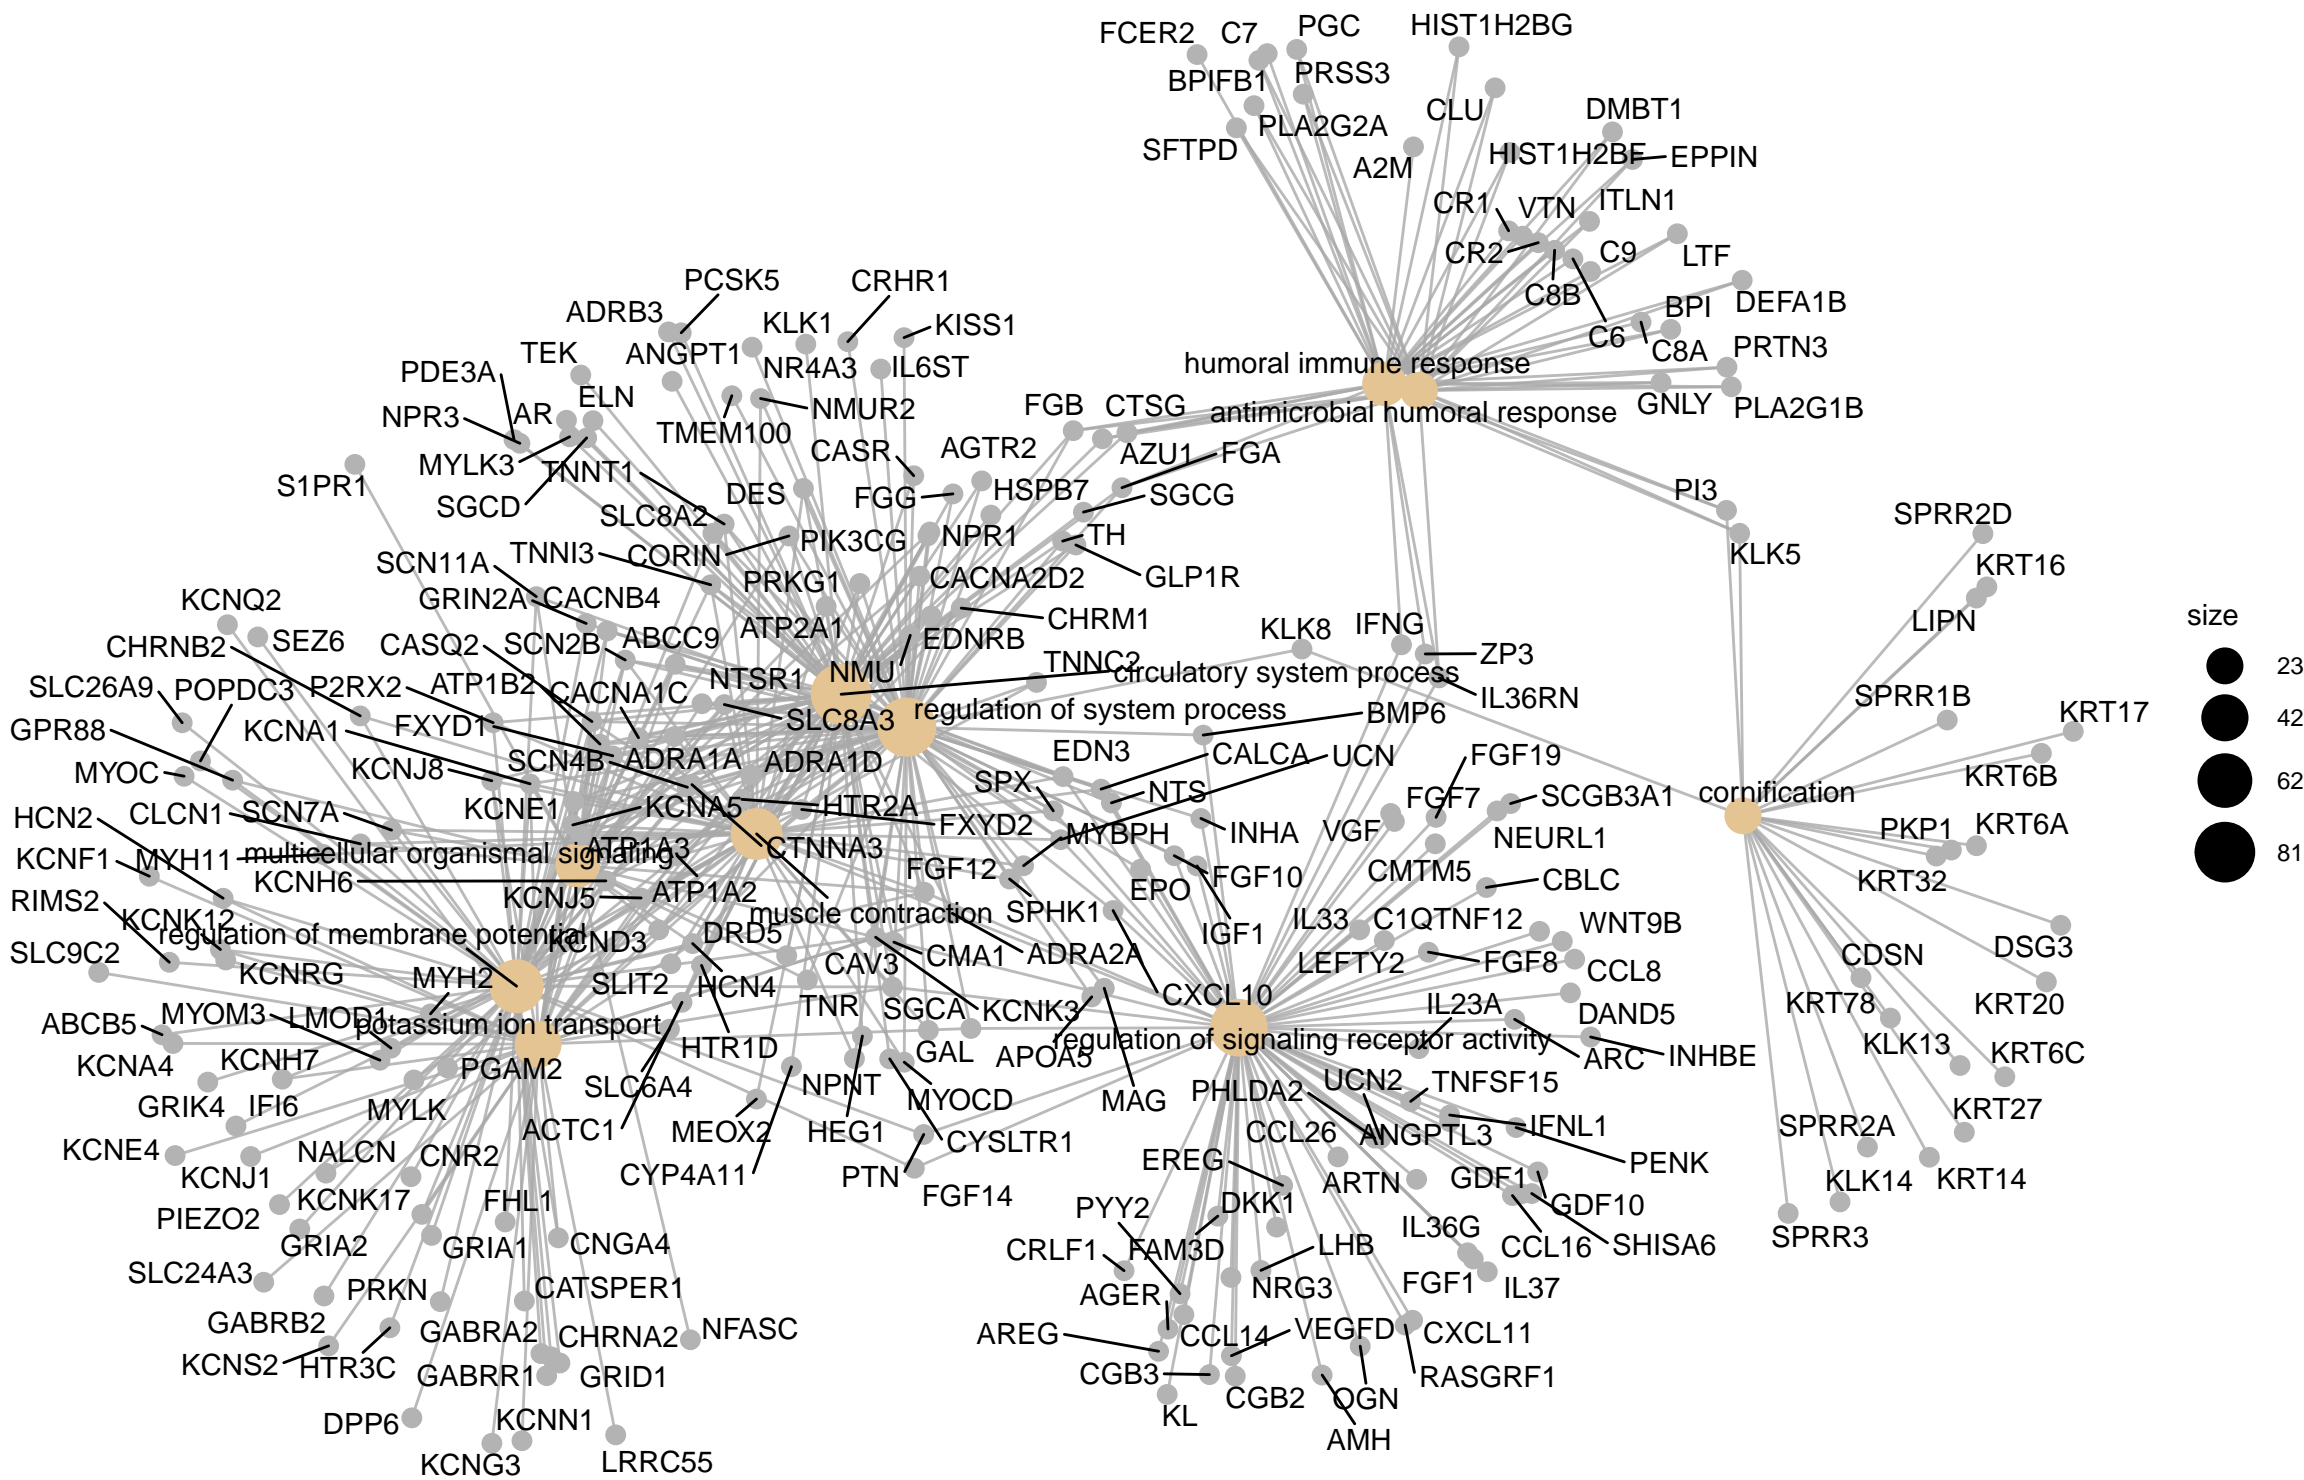 FCER2
C7
PGC
HIST1H2BG
BPIFB1
PRSS3
CLU
DMBT1
PLA2G2A
SFTPD
A2M
HIST1H2BF
EPPIN
CR1
VTN
ITLN1
CR2
C9
LTF
C8B
DEFA1B
BPI
C6
C8A
PRTN3
humoral immune response
antimicrobial humoral response
GNLY
PLA2G1B
PCSK5
CRHR1
ADRB3
KLK1
KISS1
TEK
ANGPT1
NR4A3
IL6ST
PDE3A
ELN
NPR3
AR
NMUR2
FGB
CTSG
TMEM100
CASR
AGTR2
AZU1
FGA
MYLK3
TNNT1
S1PR1
DES
FGG
HSPB7
SGCG
SGCD
SLC8A2
PI3
SPRR2D
TNNI3
CORIN
PIK3CG
NPR1
TH
KLK5
SCN11A
PRKG1
CACNA2D2
GLP1R
KRT16
KCNQ2
GRIN2A
CACNB4
CHRM1
LIPN
size
CHRNB2
SEZ6
CASQ2
SCN2B
ABCC9
ATP2A1
EDNRB
KLK8
IFNG
ZP3
23
SLC26A9
POPDC3
P2RX2
ATP1B2
CACNA1C
NTSR1
NMU
TNNC2
circulatory system process
IL36RN
SPRR1B
42
GPR88
KCNA1
FXYD1
SLC8A3
regulation of system process
BMP6
KRT17
MYOC
KCNJ8
SCN4B
ADRA1A
ADRA1D
EDN3
CALCA
UCN
FGF19
KRT6B
62
HCN2
CLCN1
SCN7A
KCNE1
KCNA5
HTR2A
SPX
NTS
FGF7
SCGB3A1
cornification
FXYD2
MYBPH
INHA
VGF
NEURL1
PKP1
KRT6A
81
KCNF1
MYH11
multicellular organismal signaling
ATP1A3
CTNNA3
FGF12
FGF10
CMTM5
CBLC
KRT32
RIMS2
KCNH6
KCNJ5
ATP1A2
EPO
KCNK12
muscle contraction
SPHK1
IGF1
IL33
C1QTNF12
WNT9B
regulation of membrane potential
KCND3
DRD5
SLC9C2
KCNRG
MYH2
SLIT2
HCN4
CAV3
CMA1
ADRA2A
LEFTY2
FGF8
CCL8
CDSN
DSG3
MYOM3
LMOD1
TNR
SGCA
KCNK3
CXCL10
IL23A
DAND5
KRT78
KRT20
ABCB5
potassium ion transport
HTR1D
GAL
APOA5
regulation of signaling receptor activity
ARC
INHBE
KLK13
KRT6C
KCNA4
KCNH7
PGAM2
SLC6A4
NPNT
MYOCD
MAG
PHLDA2
UCN2
TNFSF15
GRIK4
IFI6
MYLK
ACTC1
MEOX2
HEG1
CYSLTR1
CCL26
ANGPTL3
IFNL1
SPRR2A
KRT27
KCNE4
KCNJ1
NALCN
CNR2
CYP4A11
PTN
FGF14
EREG
ARTN
GDF1
PENK
KLK14
KRT14
PIEZO2
KCNK17
FHL1
PYY2
DKK1
GDF10
GRIA2
GRIA1
CNGA4
CRLF1
FAM3D
LHB
IL36G
CCL16
SHISA6
SPRR3
SLC24A3
PRKN
CATSPER1
AGER
NRG3
FGF1
IL37
GABRB2
GABRA2
CHRNA2
NFASC
AREG
CCL14
VEGFD
CXCL11
KCNS2
HTR3C
GABRR1
GRID1
CGB3
CGB2
OGN
RASGRF1
DPP6
KCNN1
KL
AMH
KCNG3
LRRC55